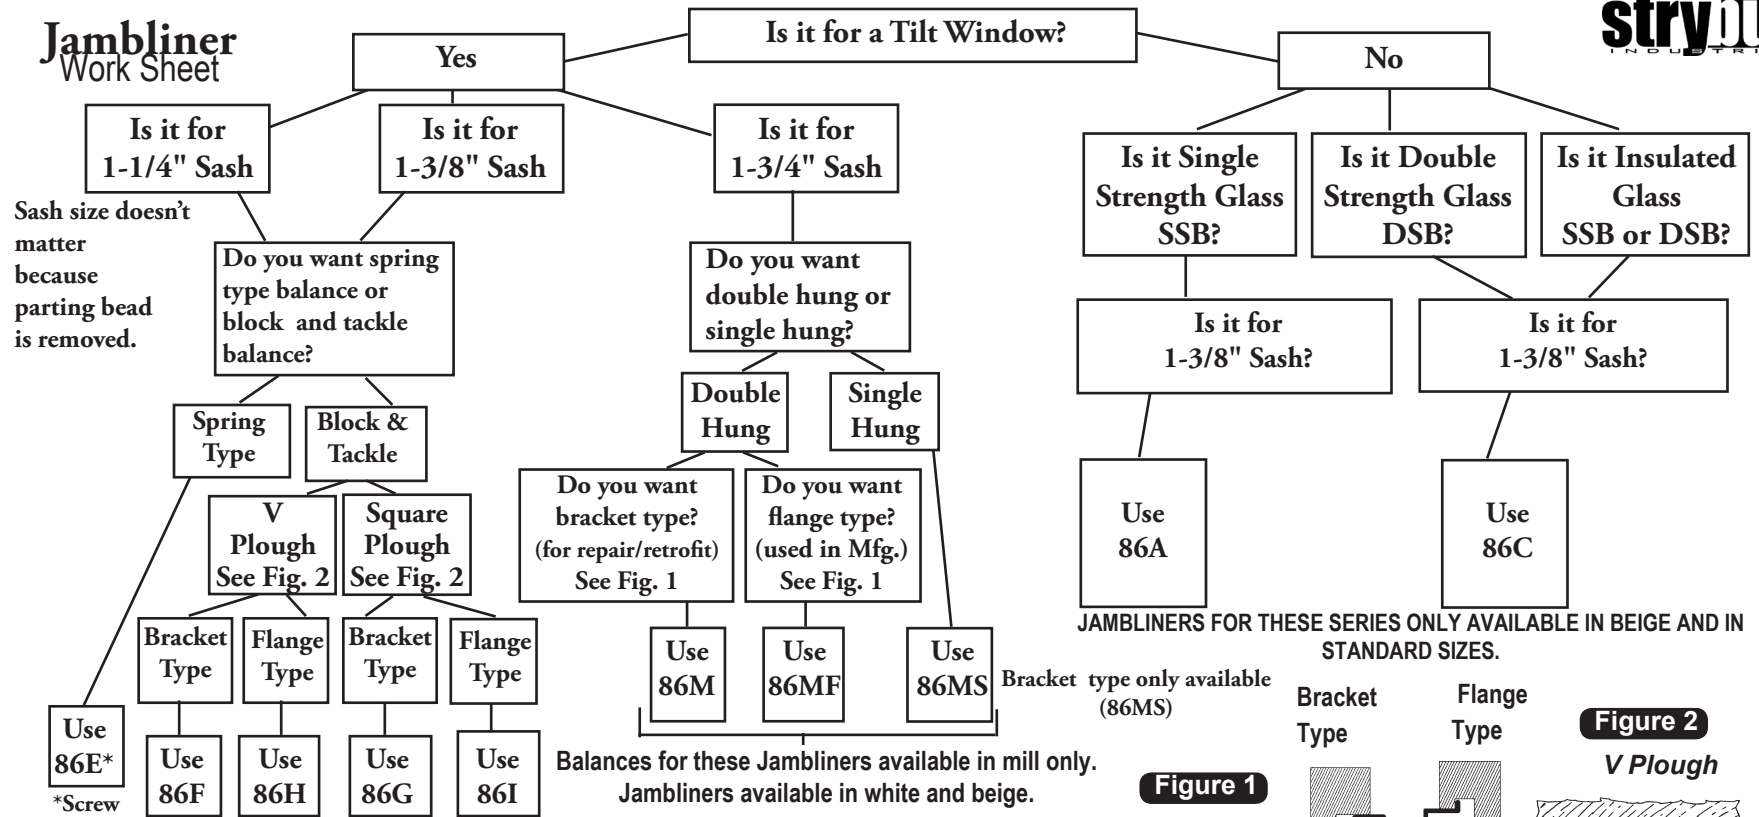 Jambliner
Work Sheet
Is it for a Tilt Window?
Yes
No
Is it for
1-1/4" Sash
Is it for
1-3/8" Sash
Is it for
1-3/4" Sash
Is it Single
Strength Glass
SSB?
Is it Double
Strength Glass
DSB?
Is it Insulated
Glass
SSB or DSB?
Sash size doesn't
matter
because
parting bead
is removed.
Do you want spring
type balance or
block and tackle
balance?
Do you want
double hung or
single hung?
Is it for
1-3/8" Sash?
Is it for
1-3/8" Sash?
Spring
Type
Block &
Tackle
Double
Hung
Single
Hung
V
Plough
See Fig. 2
Square
Plough
See Fig. 2
Do you want
bracket type?
(for repair/retrofit)
See Fig. 1
Do you want
flange type?
(used in Mfg.)
See Fig. 1
Use
86A
Use
86C
Bracket
Type
Flange
Type
Bracket
Type
Flange
Type
Use
86M
Use
86MF
Use
86MS
Bracket type only available
(86MS)
JAMBLINERS FOR THESE SERIES ONLY AVAILABLE IN BEIGE AND IN
STANDARD SIZES.
Use
86E*
*Screw
Use
86F
Use
86H
Use
86G
Use
86I
Balances for these Jambliners available in mill only.
Jambliners available in white and beige.
Figure 1
Bracket
Type
Flange
Type
Figure 2
V Plough